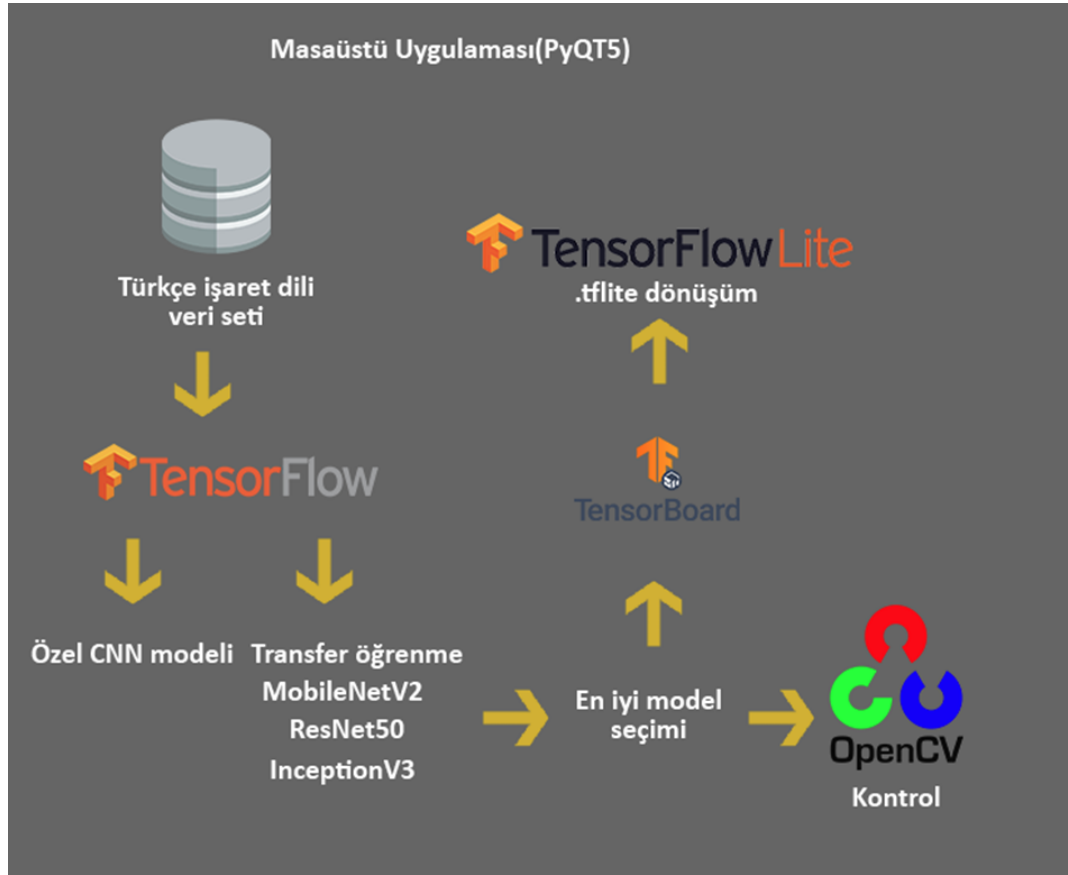 Masaüstü Uygulaması(PyQT5)
Türkçe işaret dili
veri seti
TensorFlow
Özel CNN modeli
Transfer öğrenme
MobileNetV2
ResNet50
InceptionV3
En iyi model
seçimi
TensorBoard
TensorFlow Lite
.tflite dönüşüm
OpenCV
Kontrol